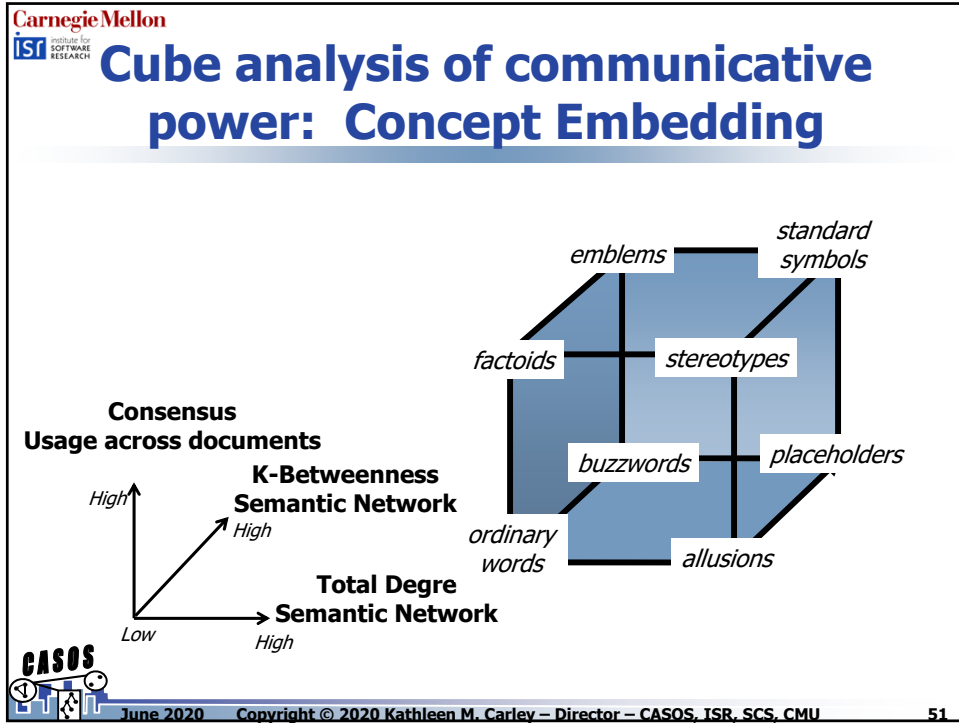 Carnegie Mellon
isr institute for
SOFTWARE
RESEARCH
Cube analysis of communicative
power: Concept Embedding
standard
symbols
emblems
factoids
stereotypes
Consensus
Usage across documents
K-Betweenness
Semantic Network
High
High
buzzwords
placeholders
ordinary
words
allusions
Total Degre
Semantic Network
Low
High
CASOS
June 2020 Copyright © 2020 Kathleen M. Carley – Director – CASOS, ISR, SCS, CMU 51